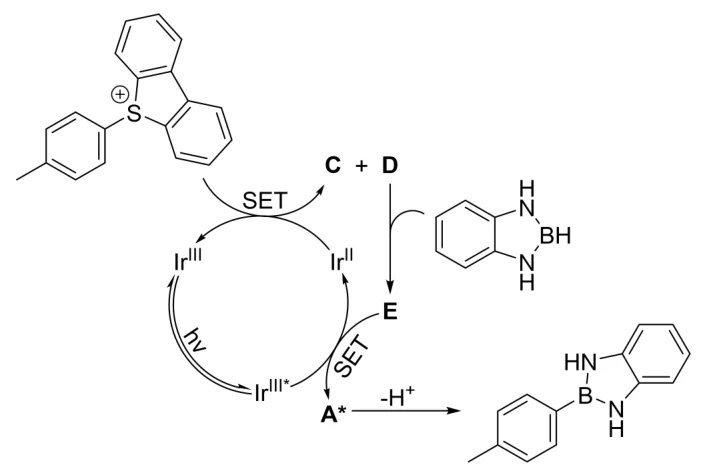 ⊕
S
C + D
SET
H
N
BH
N
H
Ir^III
Ir^II
E
hν
SET
Ir^III*
A*
-H⁺
HN
B
N
H